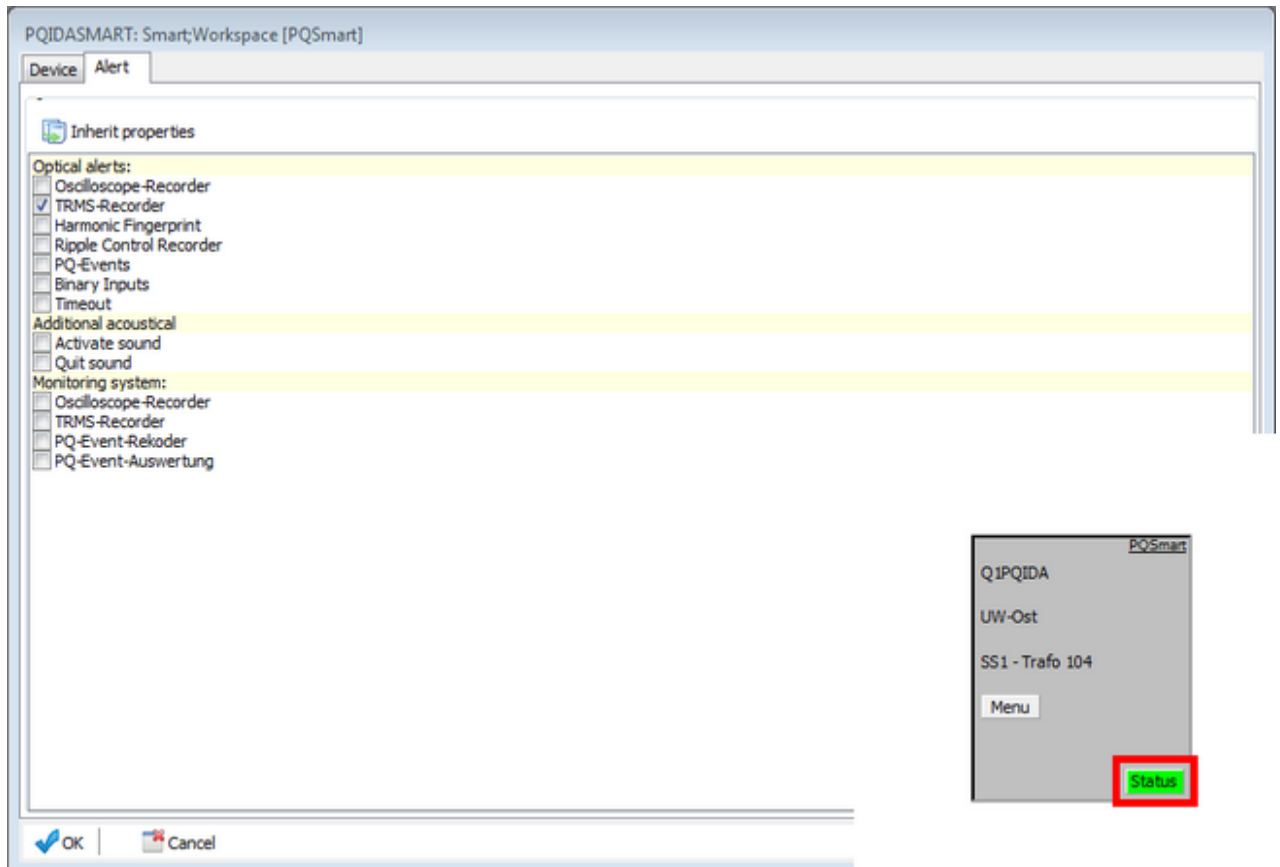 PQIDASMART: Smart;Workspace [PQSmart]
Device Alert
Inherit properties
Optical alerts:
Oscilloscope-Recorder
TRMS-Recorder
Harmonic Fingerprint
Ripple Control Recorder
PQ-Events
Binary Inputs
Timeout
Additional acoustical
Activate sound
Quit sound
Monitoring system:
Oscilloscope-Recorder
TRMS-Recorder
PQ-Event-Rekoder
PQ-Event-Auswertung
OK Cancel
PQSmart
Q1PQIDA
UW-Ost
SS1 - Trafo 104
Menu
Status